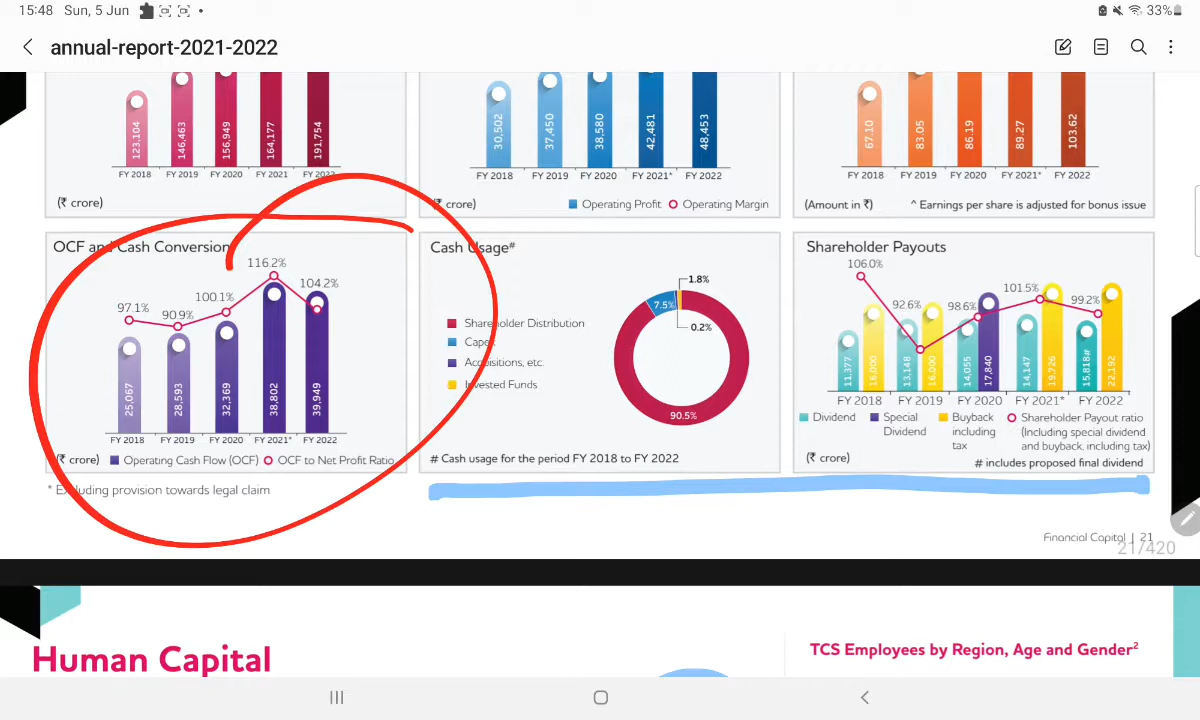 15:48 Sun, 5 Jun
33%
annual-report-2021-2022
123,104 146,463 156,949 164,177 191,754
FY 2018 FY 2019 FY 2020 FY 2021 FY 2022
(₹ crore)
30,502 37,450 38,580 42,481 48,453
FY 2018 FY 2019 FY 2020 FY 2021* FY 2022
(₹ crore) Operating Profit Operating Margin
67.10 83.05 86.19 89.27 103.62
FY 2018 FY 2019 FY 2020 FY 2021* FY 2022
(Amount in ₹) ^ Earnings per share is adjusted for bonus issue
OCF and Cash Conversion
97.1% 90.9% 100.1% 116.2% 104.2%
25,067 28,593 32,369 38,802 39,949
FY 2018 FY 2019 FY 2020 FY 2021* FY 2022
(₹ crore) Operating Cash Flow (OCF) OCF to Net Profit Ratio
* Excluding provision towards legal claim
Cash Usage#
Shareholder Distribution
Capex
Acquisitions, etc.
Invested Funds
1.8%
7.5%
0.2%
90.5%
# Cash usage for the period FY 2018 to FY 2022
Shareholder Payouts
106.0% 92.6% 98.6% 101.5% 99.2%
11,377 16,000 13,148 16,000 14,055 17,840 14,147 19,726 15,818# 22,192
FY 2018 FY 2019 FY 2020 FY 2021* FY 2022
Dividend
Special
Dividend
Buyback
including
tax
Shareholder Payout ratio
(Including special dividend
and buyback, including tax)
(₹ crore)
# includes proposed final dividend
Financial Capital | 21
21/420
Human Capital
TCS Employees by Region, Age and Gender²